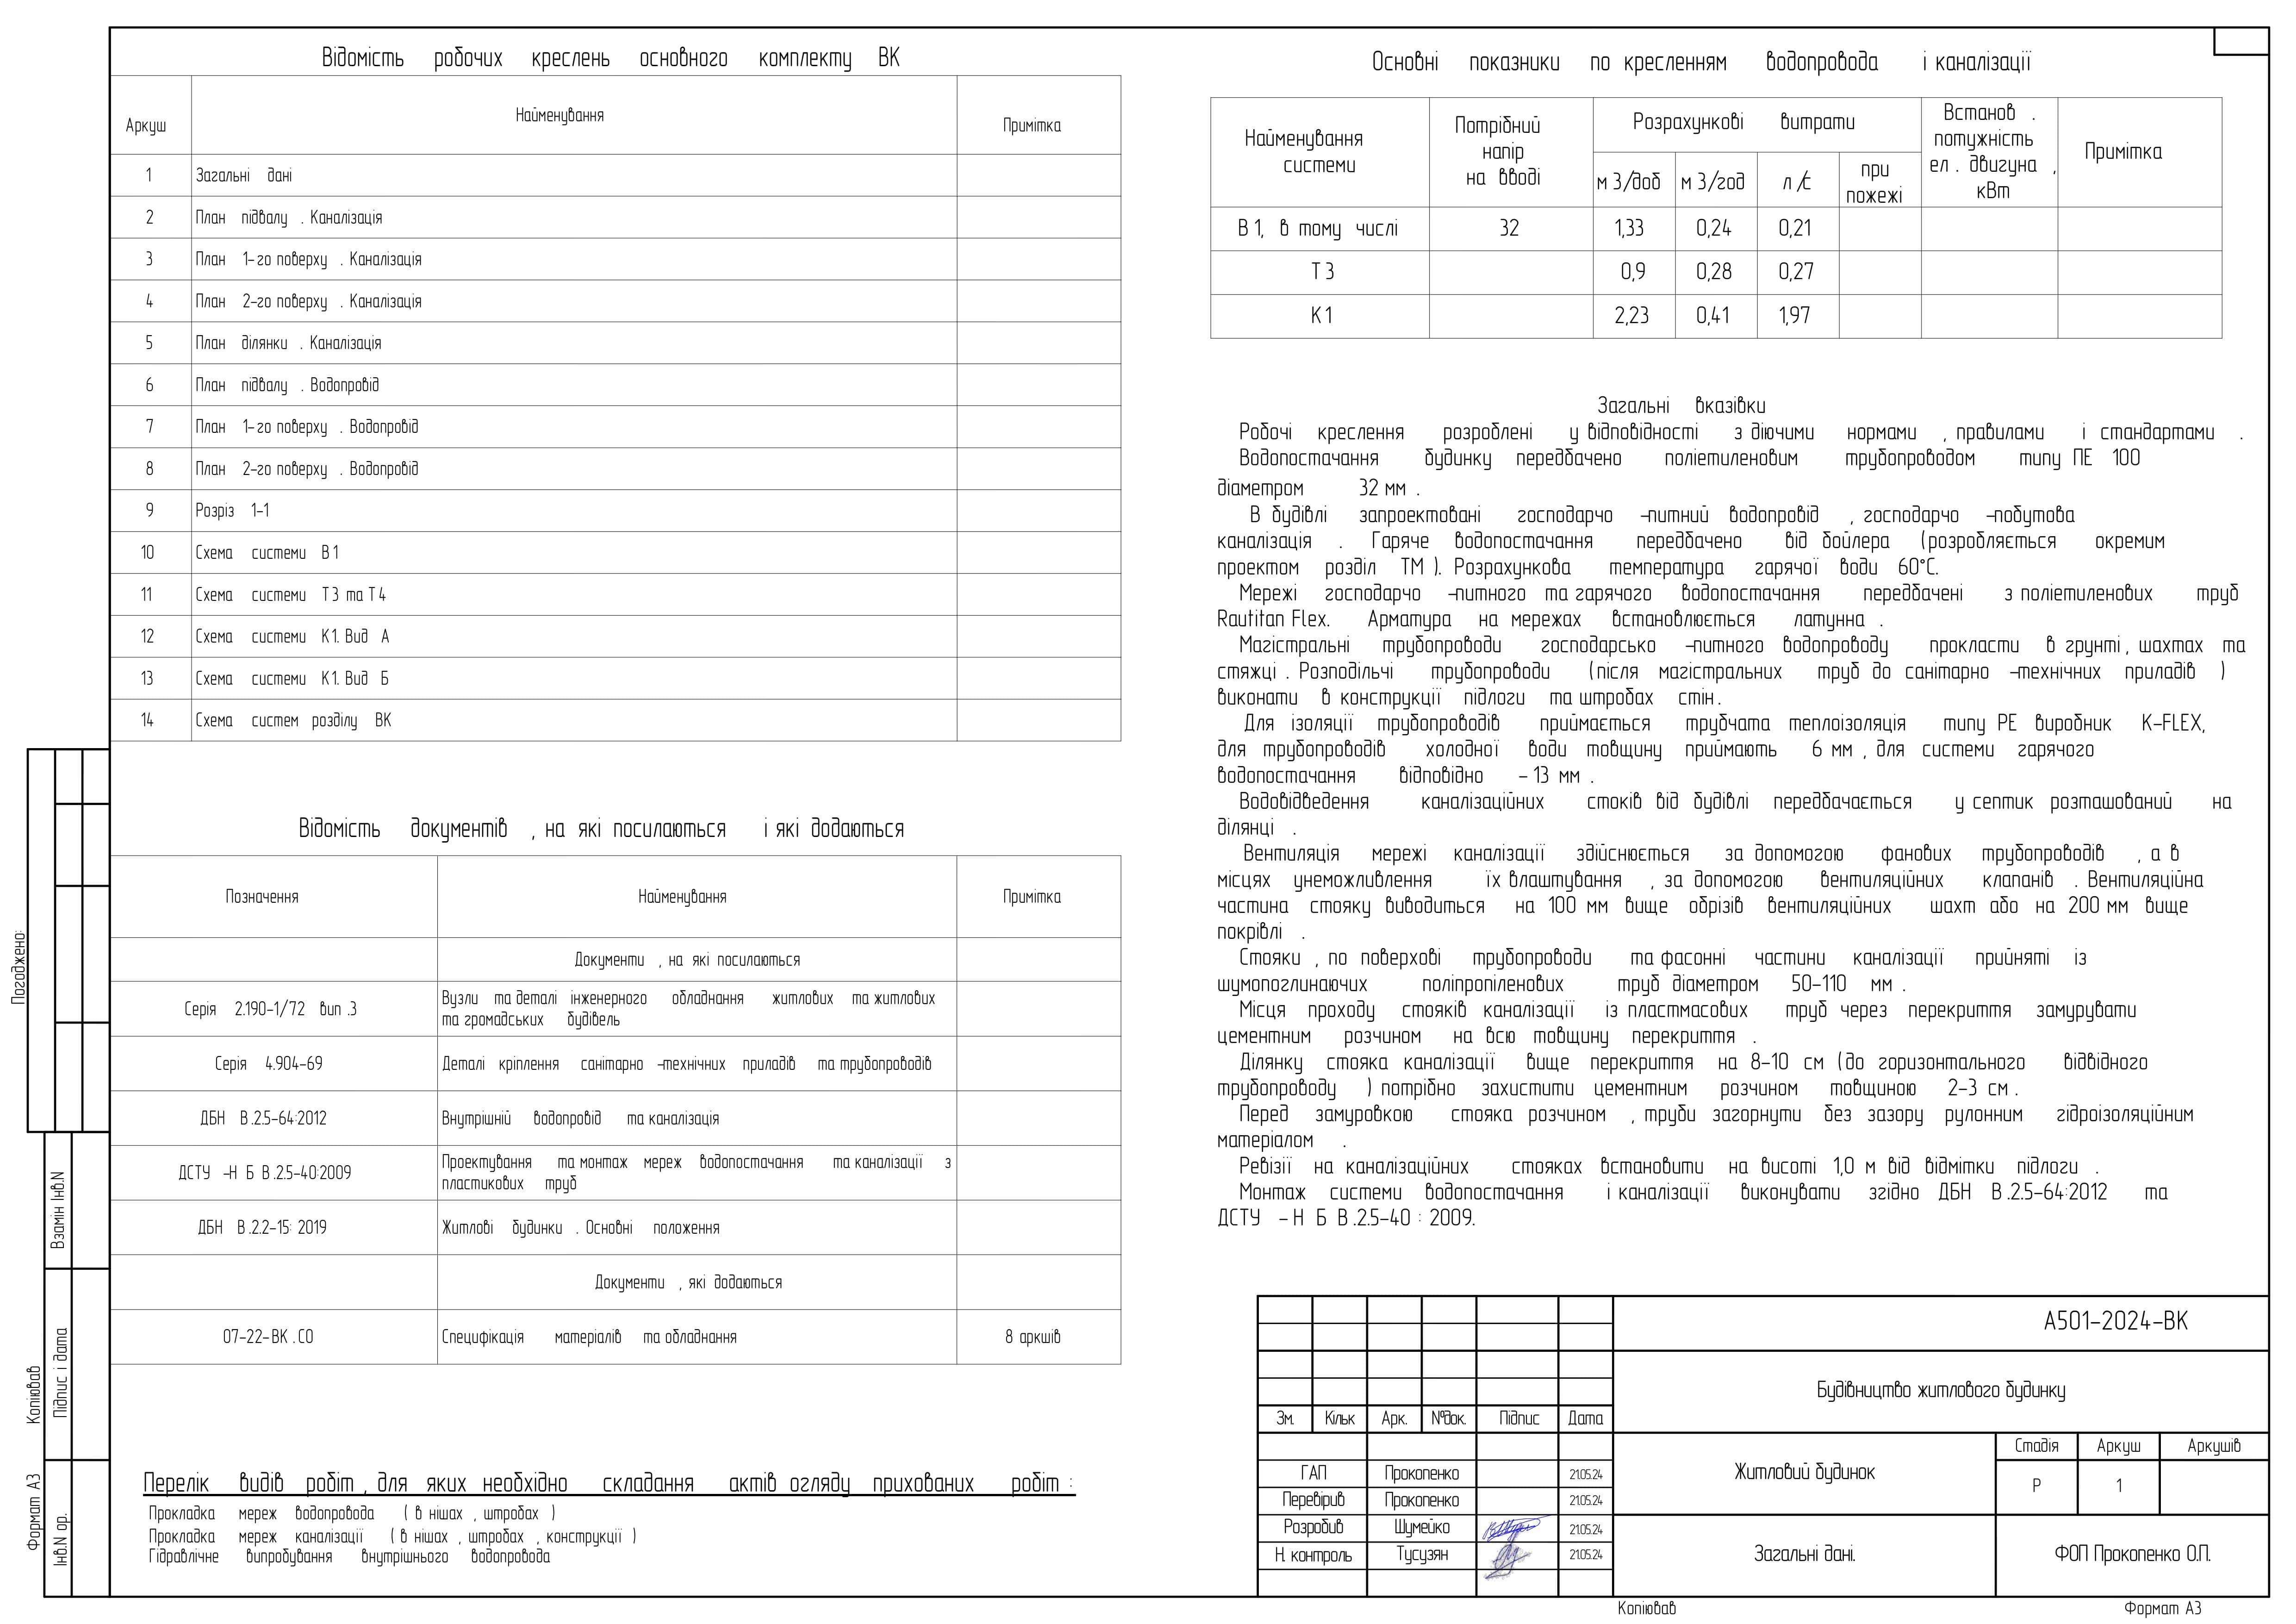 Відомість робочих креслень основного комплекту ВК
Аркуш Найменування Примітка
1 Загальні дані
2 План підвалу . Каналізація
3 План 1-го поверху . Каналізація
4 План 2-го поверху . Каналізація
5 План ділянки . Каналізація
6 План підвалу . Водопровід
7 План 1-го поверху . Водопровід
8 План 2-го поверху . Водопровід
9 Розріз 1-1
10 Схема системи В1
11 Схема системи Т3 та Т4
12 Схема системи К1. Вид А
13 Схема системи К1. Вид Б
14 Схема систем розділу ВК
Відомість документів , на які посилаються і які додаються
Позначення Найменування Примітка
Документи , на які посилаються
Серія 2.190-1/72 вип .3 Вузли та деталі інженерного обладнання житлових та житлових
та громадських будівель
Серія 4.904-69 Деталі кріплення санітарно -технічних приладів та трубопроводів
ДБН В.2.5-64:2012 Внутрішній водопровід та каналізація
ДСТУ -Н Б В.2.5-40:2009 Проектування та монтаж мереж водопостачання та каналізації з
пластикових труб
ДБН В.2.2-15: 2019 Житлові будинки . Основні положення
Документи , які додаються
07-22-ВК .СО Специфікація матеріалів та обладнання 8 аркшів
Перелік видів робіт , для яких необхідно складання актів огляду прихованих робіт :
Прокладка мереж водопровода ( в нішах , штробах )
Прокладка мереж каналізації ( в нішах , штробах , конструкції )
Гідравлічне випробування внутрішнього водопровода
Основні показники по кресленням водопровода і каналізації
Найменування системи Потрібний напір на вводі Розрахункові витрати Встанов . потужність ел . двигуна , кВт Примітка
м 3/доб м 3/год л /с при пожежі
В 1, в тому числі 32 1,33 0,24 0,21
Т 3 0,9 0,28 0,27
К 1 2,23 0,41 1,97
Загальні вказівки
Робочі креслення розроблені у відповідності з діючими нормами , правилами і стандартами .
Водопостачання будинку передбачено поліетиленовим трубопроводом типу ПЕ 100
діаметром 32 мм .
В будівлі запроектовані господарчо -питний водопровід , господарчо -побутова
каналізація . Гаряче водопостачання передбачено від бойлера (розробляється окремим
проектом розділ ТМ ). Розрахункова температура гарячої води 60°С.
Мережі господарчо -питного та гарячого водопостачання передбачені з поліетиленових труб
Rautitan Flex. Арматура на мережах встановлюється латунна .
Магістральні трубопроводи господарсько -питного водопроводу прокласти в грунті , шахтах та
стяжці . Розподільчі трубопроводи (після магістральних труб до санітарно -технічних приладів )
виконати в конструкції підлоги та штробах стін .
Для ізоляції трубопроводів приймається трубчата теплоізоляція типу РЕ виробник K-FLEX,
для трубопроводів холодної води товщину приймають 6 мм , для системи гарячого
водопостачання відповідно - 13 мм .
Водовідведення каналізаційних стоків від будівлі передбачається у септик розташований на
ділянці .
Вентиляція мережі каналізації здійснюється за допомогою фанових трубопроводів , а в
місцях унеможливлення їх влаштування , за допомогою вентиляційних клапанів . Вентиляційна
частина стояку виводиться на 100 мм вище обрізів вентиляційних шахт або на 200 мм вище
покрівлі .
Стояки , по поверхові трубопроводи та фасонні частини каналізації прийняті із
шумопоглинаючих поліпропіленових труб діаметром 50-110 мм .
Місця проходу стояків каналізації із пластмасових труб через перекриття замурувати
цементним розчином на всю товщину перекриття .
Ділянку стояка каналізації вище перекриття на 8-10 см (до горизонтального відвідного
трубопроводу ) потрібно захистити цементним розчином товщиною 2-3 см .
Перед замуровкою стояка розчином , труби загорнути без зазору рулонним гідроізоляційним
матеріалом .
Ревізії на каналізаційних стояках встановити на висоті 1,0 м від відмітки підлоги .
Монтаж системи водопостачання і каналізації виконувати згідно ДБН В.2.5-64:2012 та
ДСТУ - Н Б В.2.5-40 : 2009.
А501-2024-ВК
Будівництво житлового будинку
Зм. Кільк Арк. №док. Підпис Дата
Житловий будинок Стадія Аркуш Аркушів
Р 1
ГАП Прокопенко 21.05.24
Перевірив Прокопенко 21.05.24
Розробив Шумейко 21.05.24
Н. контроль Тусузян 21.05.24
Загальні дані. ФОП Прокопенко О.П.
Копіював Формат А3
Погоджено:
Взамін Інв.N
Підпис і дата
Інв.N ор.
Формат А3 Копіював